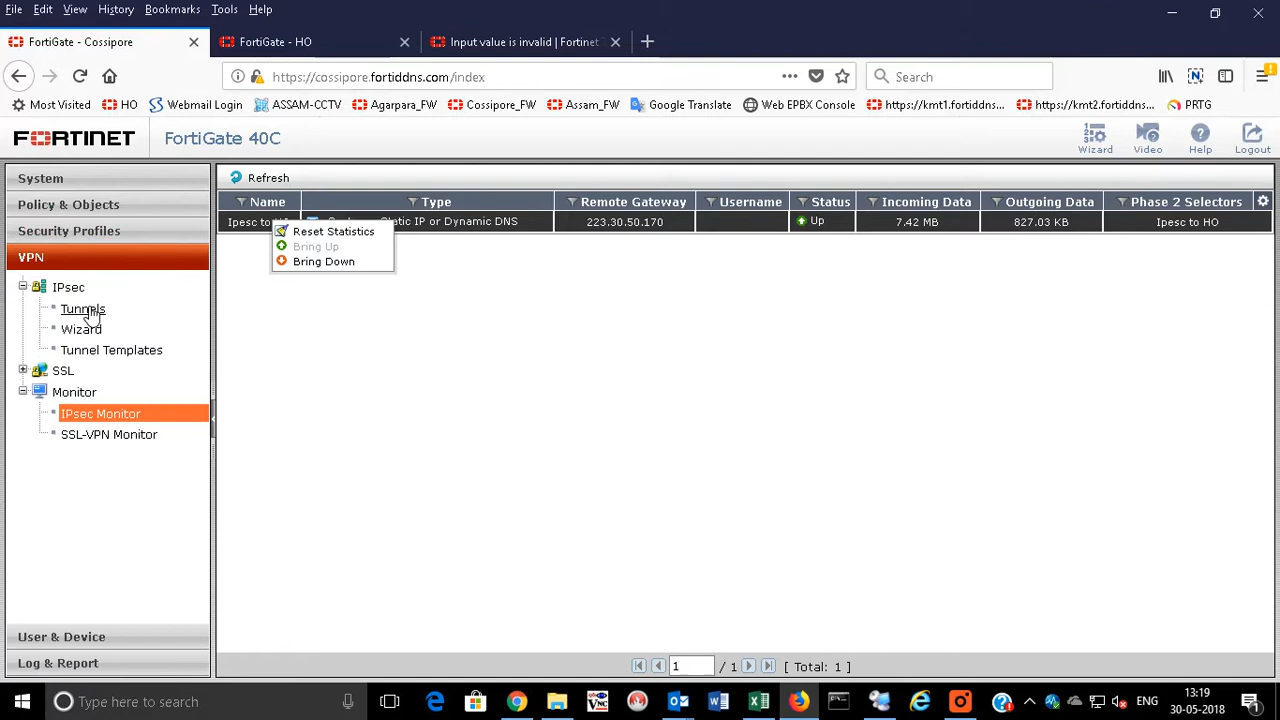 File Edit View History Bookmarks Tools Help
FortiGate - Cossipore
FortiGate - HO
Input value is invalid | Fortinet
https://cossipore.fortiddns.com/index
Search
Most Visited HO Webmail Login ASSAM-CCTV Agarpara_FW Cossipore_FW Assam_FW Google Translate Web EPBX Console https://kmt1.fortiddns... https://kmt2.fortiddns... PRTG
FORTINET FortiGate 40C
Wizard Video Help Logout
System
Policy & Objects
Security Profiles
VPN
IPsec
Tunnels
Wizard
Tunnel Templates
SSL
Monitor
IPsec Monitor
SSL-VPN Monitor
User & Device
Log & Report
Refresh
Name Type Remote Gateway Username Status Incoming Data Outgoing Data Phase 2 Selectors
Ipesc to Static IP or Dynamic DNS 223.30.50.170 Up 7.42 MB 827.03 KB Ipesc to HO
Reset Statistics
Bring Up
Bring Down
1 / 1 [ Total: 1 ]
Type here to search
ENG
13:19
30-05-2018